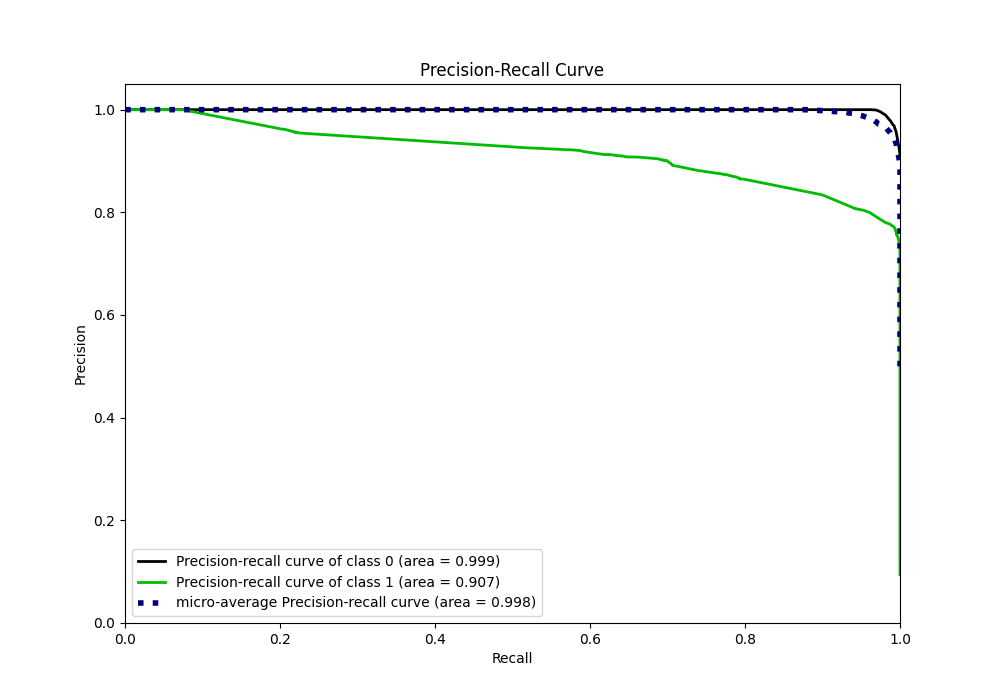 Precision-Recall Curve
1.0
0.8
0.6
0.4
0.2
0.0
Precision
Precision-recall curve of class 0 (area = 0.999)
Precision-recall curve of class 1 (area = 0.907)
micro-average Precision-recall curve (area = 0.998)
0.0 0.2 0.4 0.6 0.8 1.0
Recall